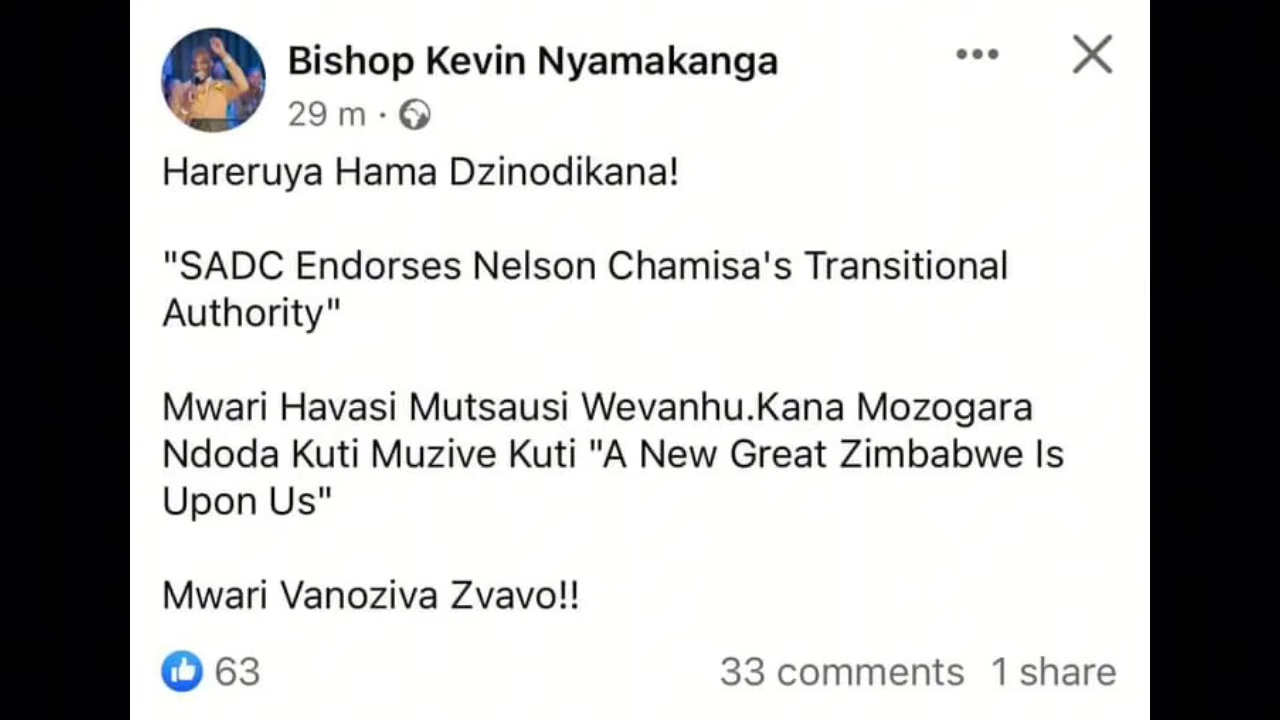 Bishop Kevin Nyamakanga
29 m ·
Hareruya Hama Dzinodikana!
"SADC Endorses Nelson Chamisa's Transitional
Authority"
Mwari Havasi Mutsausi Wevanhu.Kana Mozogara
Ndoda Kuti Muzive Kuti "A New Great Zimbabwe Is
Upon Us"
Mwari Vanoziva Zvavo!!
63 33 comments 1 share